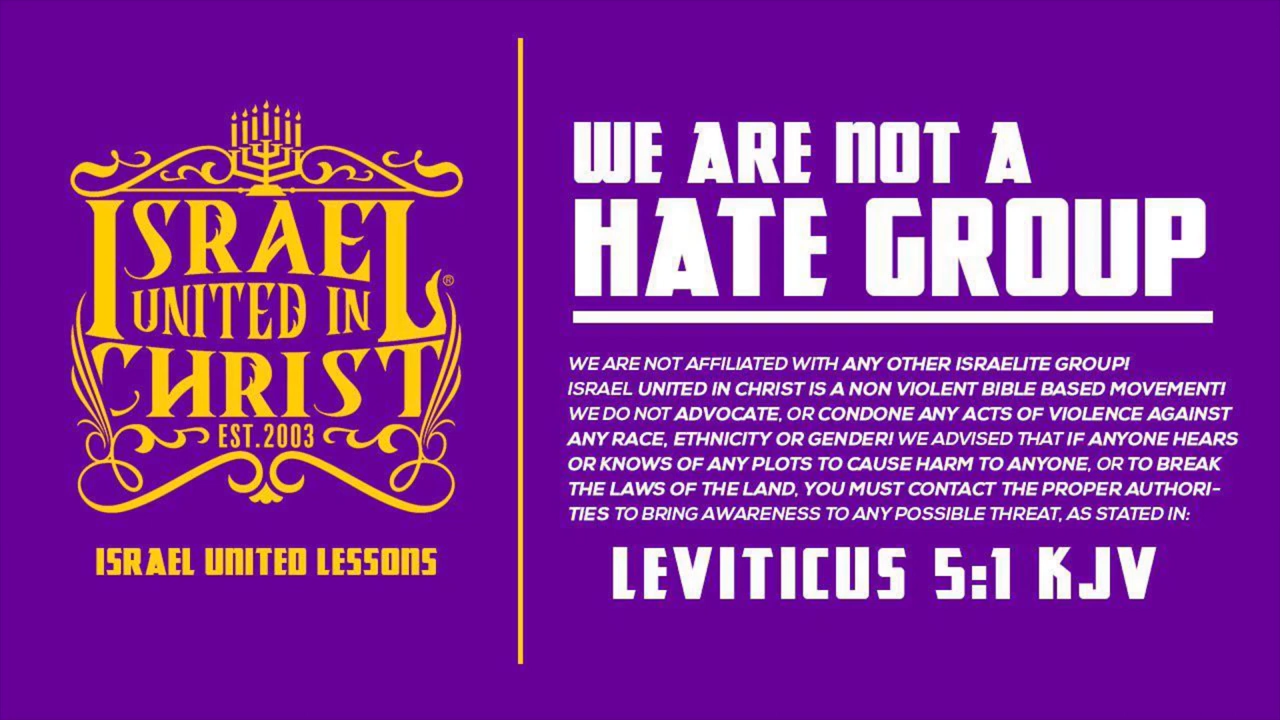 ISRAEL
UNITED IN
CHRIST
®
EST.2003
ISRAEL UNITED LESSONS
WE ARE NOT A
HATE GROUP
WE ARE NOT AFFILIATED WITH ANY OTHER ISRAELITE GROUP!
ISRAEL UNITED IN CHRIST IS A NON VIOLENT BIBLE BASED MOVEMENT!
WE DO NOT ADVOCATE, OR CONDONE ANY ACTS OF VIOLENCE AGAINST
ANY RACE, ETHNICITY OR GENDER! WE ADVISED THAT IF ANYONE HEARS
OR KNOWS OF ANY PLOTS TO CAUSE HARM TO ANYONE, OR TO BREAK
THE LAWS OF THE LAND, YOU MUST CONTACT THE PROPER AUTHORI-
TIES TO BRING AWARENESS TO ANY POSSIBLE THREAT, AS STATED IN:
LEVITICUS 5:1 KJV